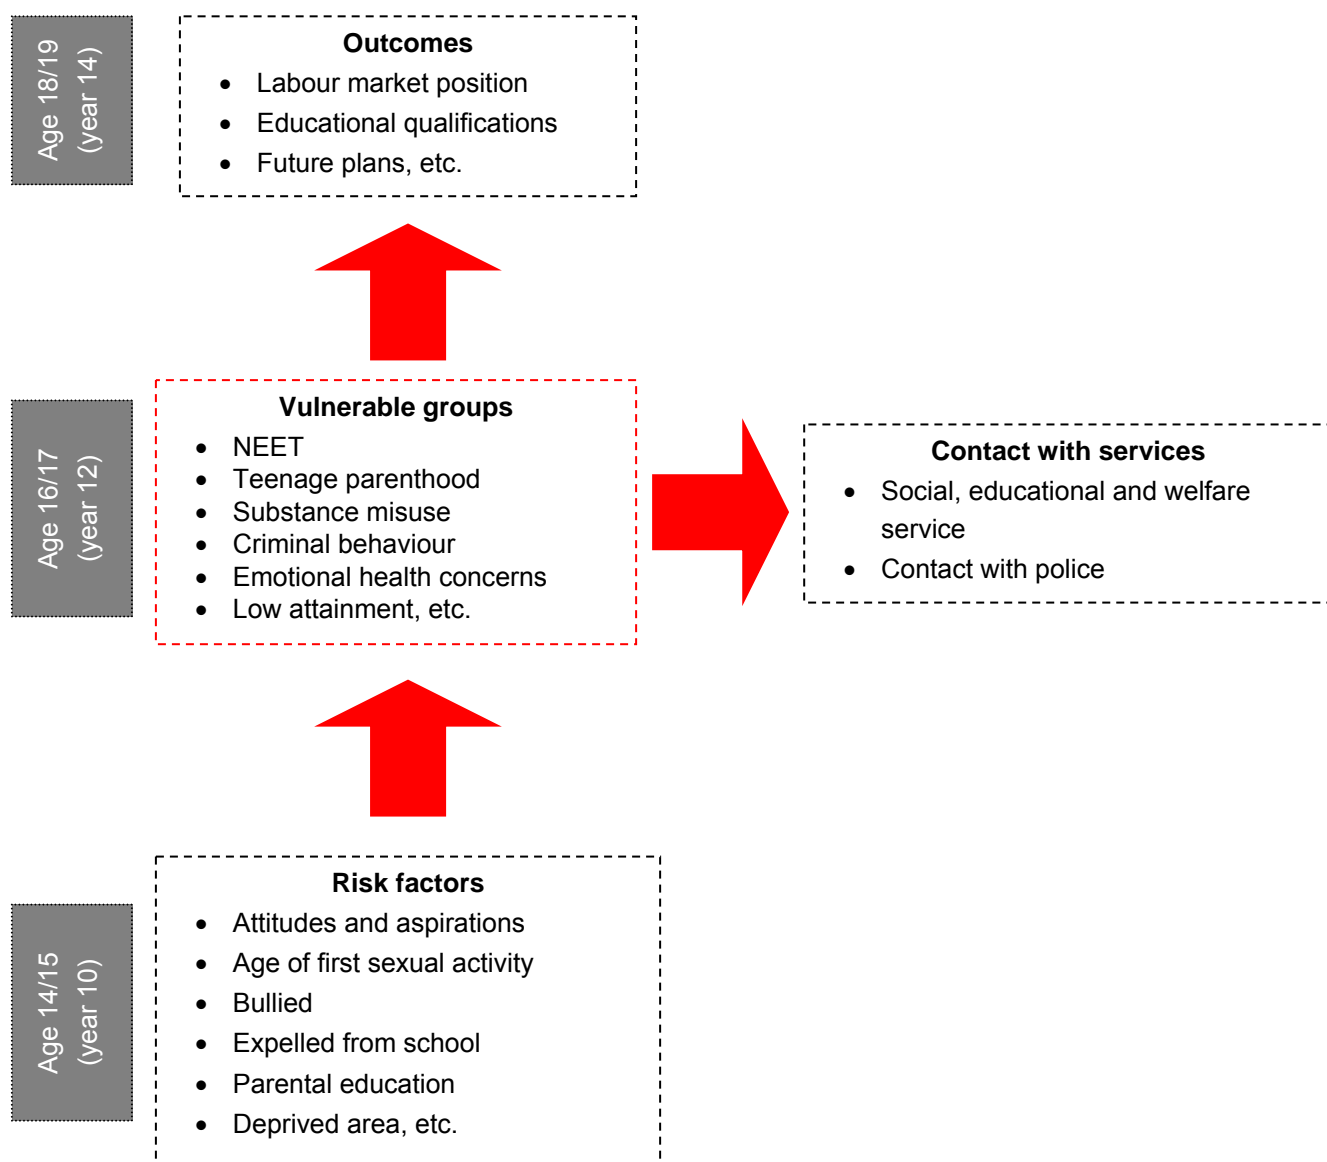 Age 18/19
(year 14)
Outcomes
• Labour market position
• Educational qualifications
• Future plans, etc.
Age 16/17
(year 12)
Vulnerable groups
• NEET
• Teenage parenthood
• Substance misuse
• Criminal behaviour
• Emotional health concerns
• Low attainment, etc.
Contact with services
• Social, educational and welfare
service
• Contact with police
Age 14/15
(year 10)
Risk factors
• Attitudes and aspirations
• Age of first sexual activity
• Bullied
• Expelled from school
• Parental education
• Deprived area, etc.